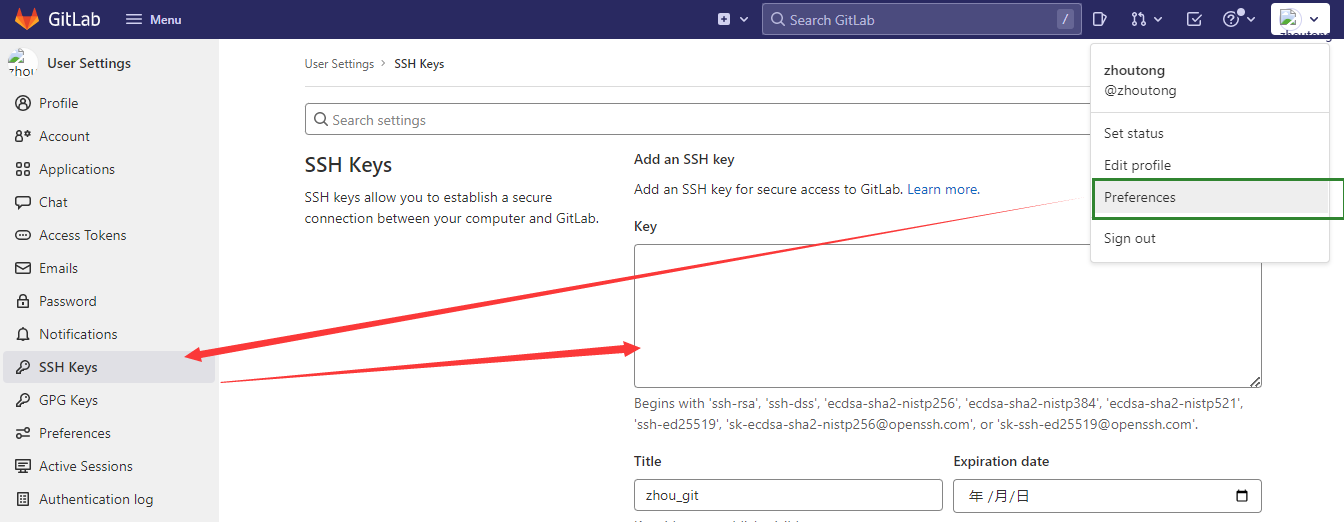 GitLab
Menu
Search GitLab
/
zhoutong
zhou
User Settings
User Settings > SSH Keys
zhoutong
@zhoutong
Set status
Edit profile
Preferences
Sign out
Profile
Account
Applications
Chat
Access Tokens
Emails
Password
Notifications
SSH Keys
GPG Keys
Preferences
Active Sessions
Authentication log
Search settings
SSH Keys
SSH keys allow you to establish a secure
connection between your computer and GitLab.
Add an SSH key
Add an SSH key for secure access to GitLab. Learn more.
Key
Begins with 'ssh-rsa', 'ssh-dss', 'ecdsa-sha2-nistp256', 'ecdsa-sha2-nistp384', 'ecdsa-sha2-nistp521',
'ssh-ed25519', 'sk-ecdsa-sha2-nistp256@openssh.com', or 'sk-ssh-ed25519@openssh.com'.
Title
Expiration date
zhou_git
年 /月/日